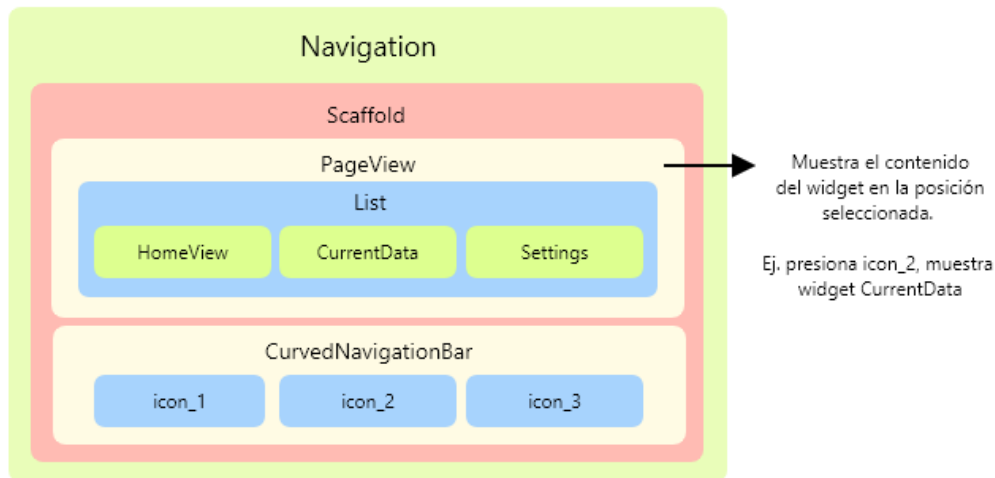 Navigation
Scaffold
PageView
List
HomeView
CurrentData
Settings
CurvedNavigationBar
icon_1
icon_2
icon_3
Muestra el contenido
del widget en la posición
seleccionada.
Ej. presiona icon_2, muestra
widget CurrentData